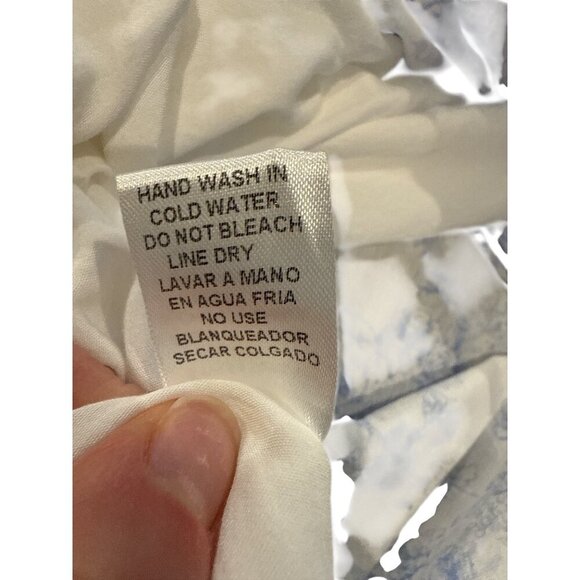 HAND WASH IN
COLD WATER
DO NOT BLEACH
LINE DRY
LAVAR A MANO
EN AGUA FRIA
NO USE
BLANQUEADOR
SECAR COLGADO